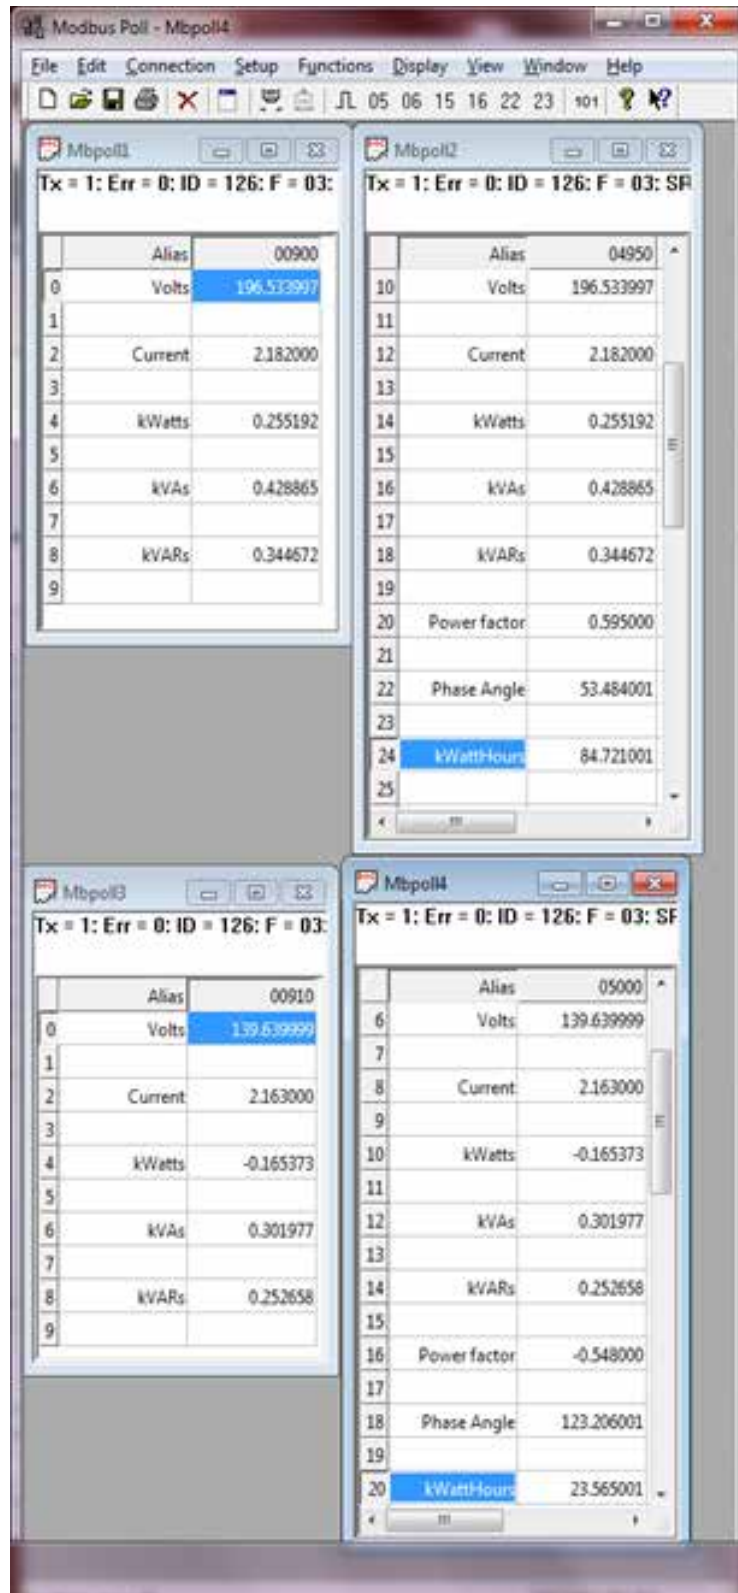 Modbus Poll - Mbpoll4
File Edit Connection Setup Functions Display View Window Help
05 06 15 16 22 23 101
Mbpoll1
Tx = 1: Err = 0: ID = 126: F = 03:
Alias 00900
0 Volts 196.533997
1
2 Current 2.182000
3
4 kWatts 0.255192
5
6 kVAs 0.428865
7
8 kVARs 0.344672
9
Mbpoll2
Tx = 1: Err = 0: ID = 126: F = 03: SR
Alias 04950
10 Volts 196.533997
11
12 Current 2.182000
13
14 kWatts 0.255192
15
16 kVAs 0.428865
17
18 kVARs 0.344672
19
20 Power factor 0.595000
21
22 Phase Angle 53.484001
23
24 kWattHours 84.721001
25
Mbpoll3
Tx = 1: Err = 0: ID = 126: F = 03:
Alias 00910
0 Volts 139.639999
1
2 Current 2.163000
3
4 kWatts -0.165373
5
6 kVAs 0.301977
7
8 kVARs 0.252658
9
Mbpoll4
Tx = 1: Err = 0: ID = 126: F = 03: SF
Alias 05000
6 Volts 139.639999
7
8 Current 2.163000
9
10 kWatts -0.165373
11
12 kVAs 0.301977
13
14 kVARs 0.252658
15
16 Power factor -0.548000
17
18 Phase Angle 123.206001
19
20 kWattHours 23.565001